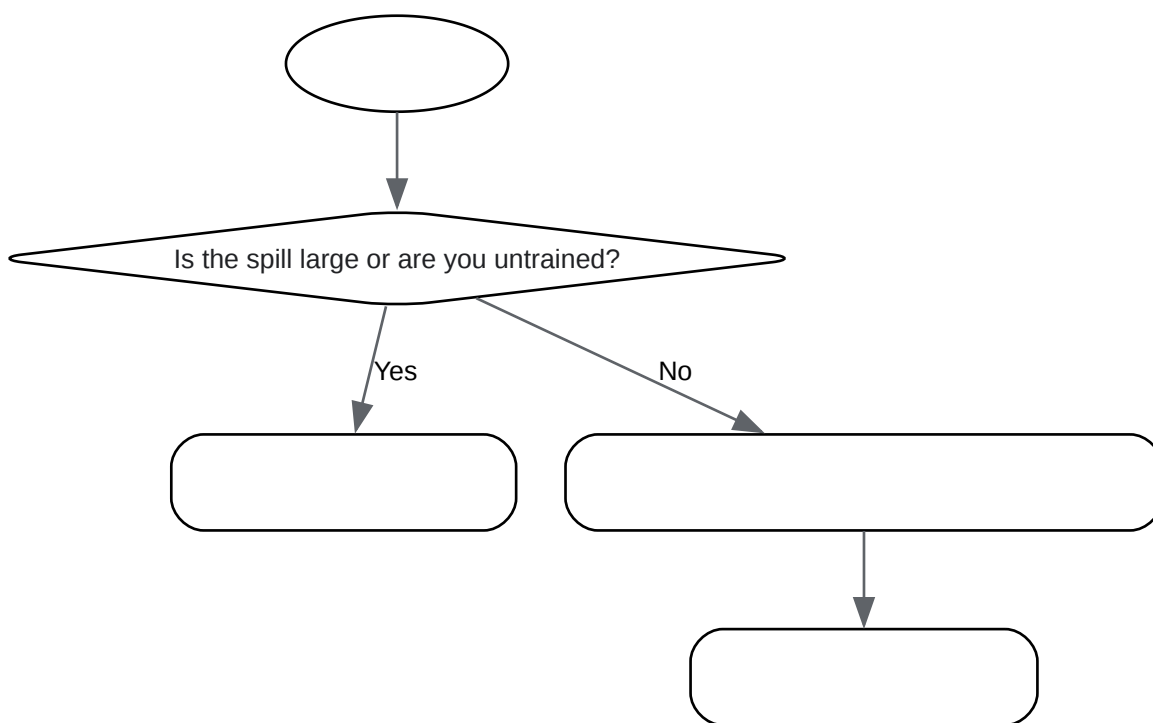 Is the spill large or are you untrained?
Yes
No